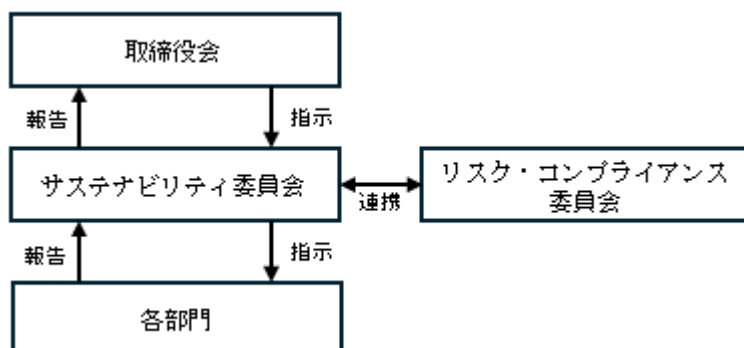 取締役会
報告
指示
サステナビリティ委員会
連携
リスク・コンプライアンス
委員会
報告
指示
各部門